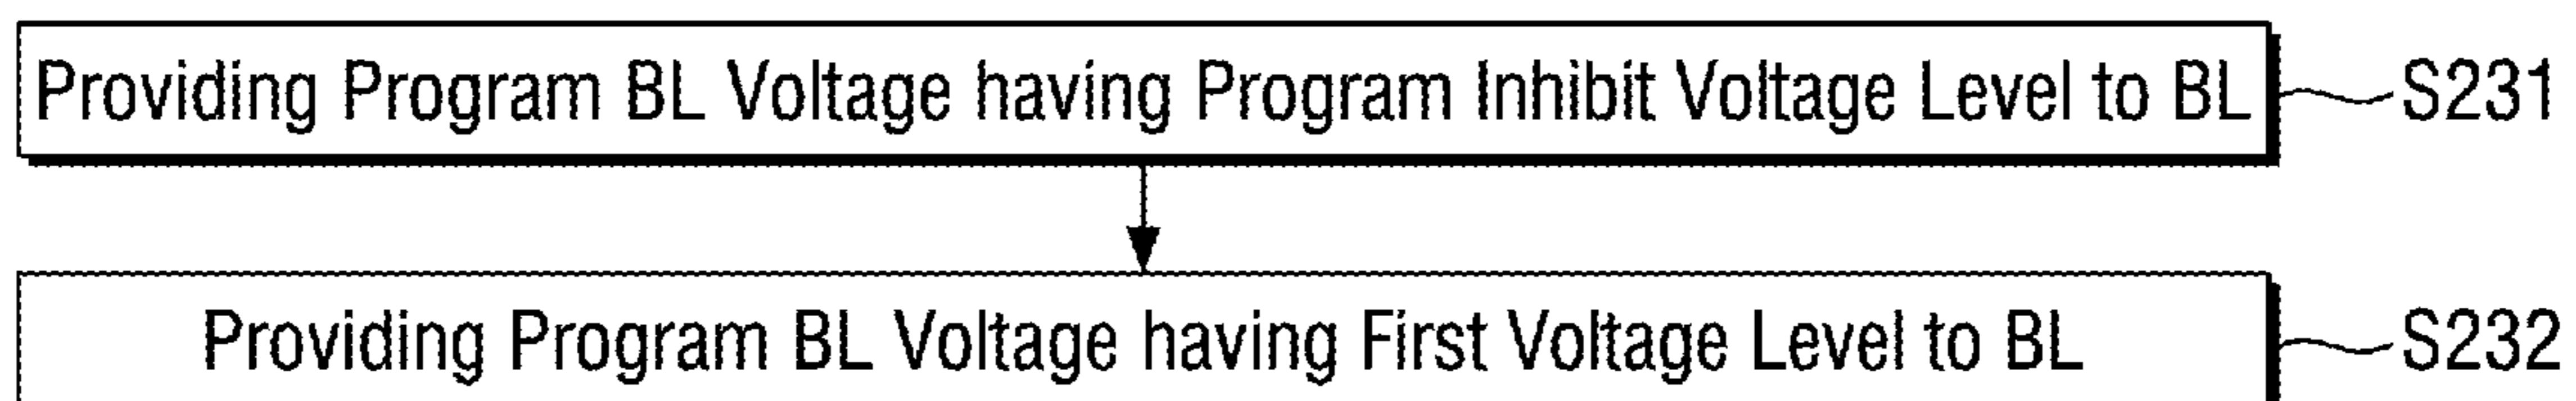 Providing Program BL Voltage having Program Inhibit Voltage Level to BL S231
Providing Program BL Voltage having First Voltage Level to BL S232